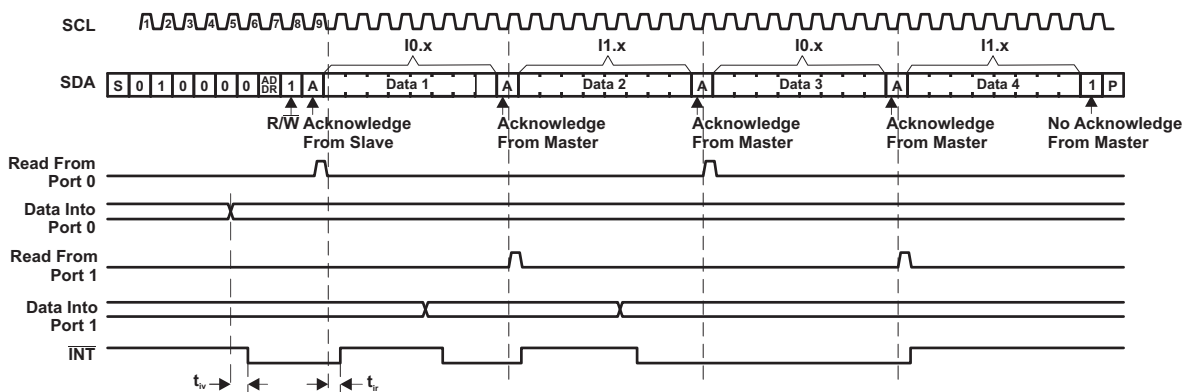 SCL 1 2 3 4 5 6 7 8 9
I0.x I1.x I0.x I1.x
SDA S 0 1 0 0 0 0 AD DR 1 A Data 1 A Data 2 A Data 3 A Data 4 1 P
R/W Acknowledge From Slave
Acknowledge From Master
Acknowledge From Master
Acknowledge From Master
No Acknowledge From Master
Read From
Port 0
Data Into
Port 0
Read From
Port 1
Data Into
Port 1
INT
tiv tir